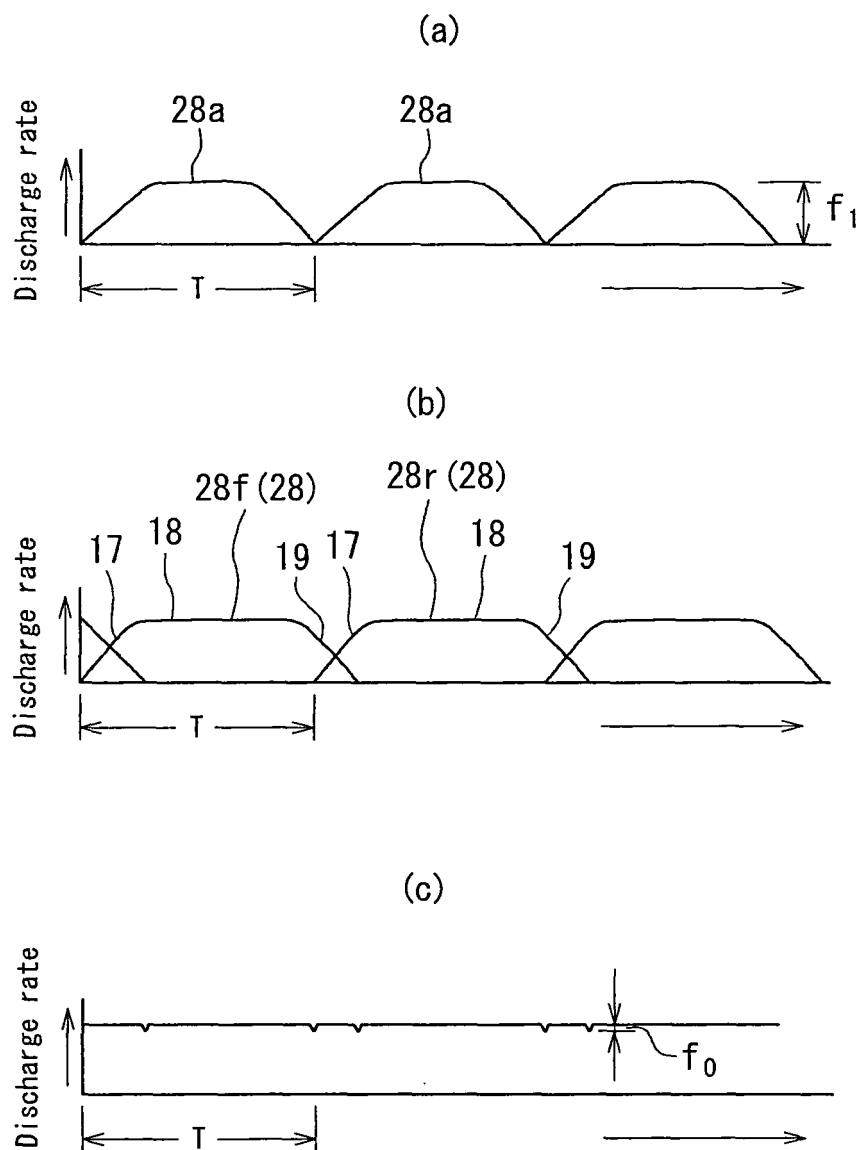 (a)
28a 28a
Discharge rate
f1
T
(b)
28f(28) 28r(28)
17 18 19 17 18 19
Discharge rate
T
(c)
Discharge rate
f0
T